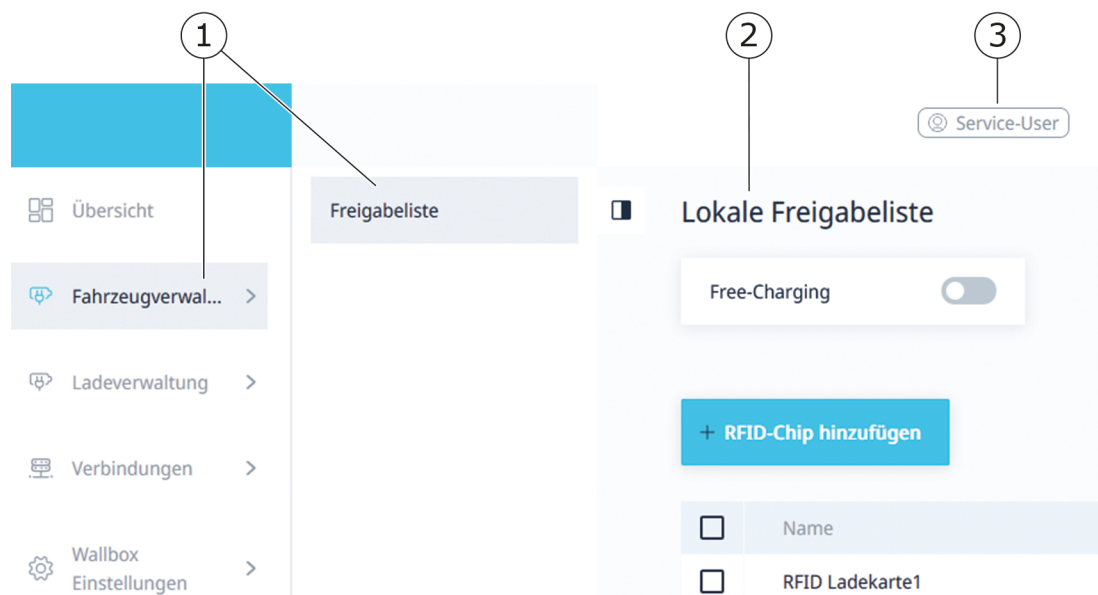 1
2
3
Service-User
Übersicht
Freigabeliste
Lokale Freigabeliste
Fahrzeugverwal...
Free-Charging
Ladeverwaltung
+ RFID-Chip hinzufügen
Verbindungen
Name
Wallbox
Einstellungen
RFID Ladekarte1